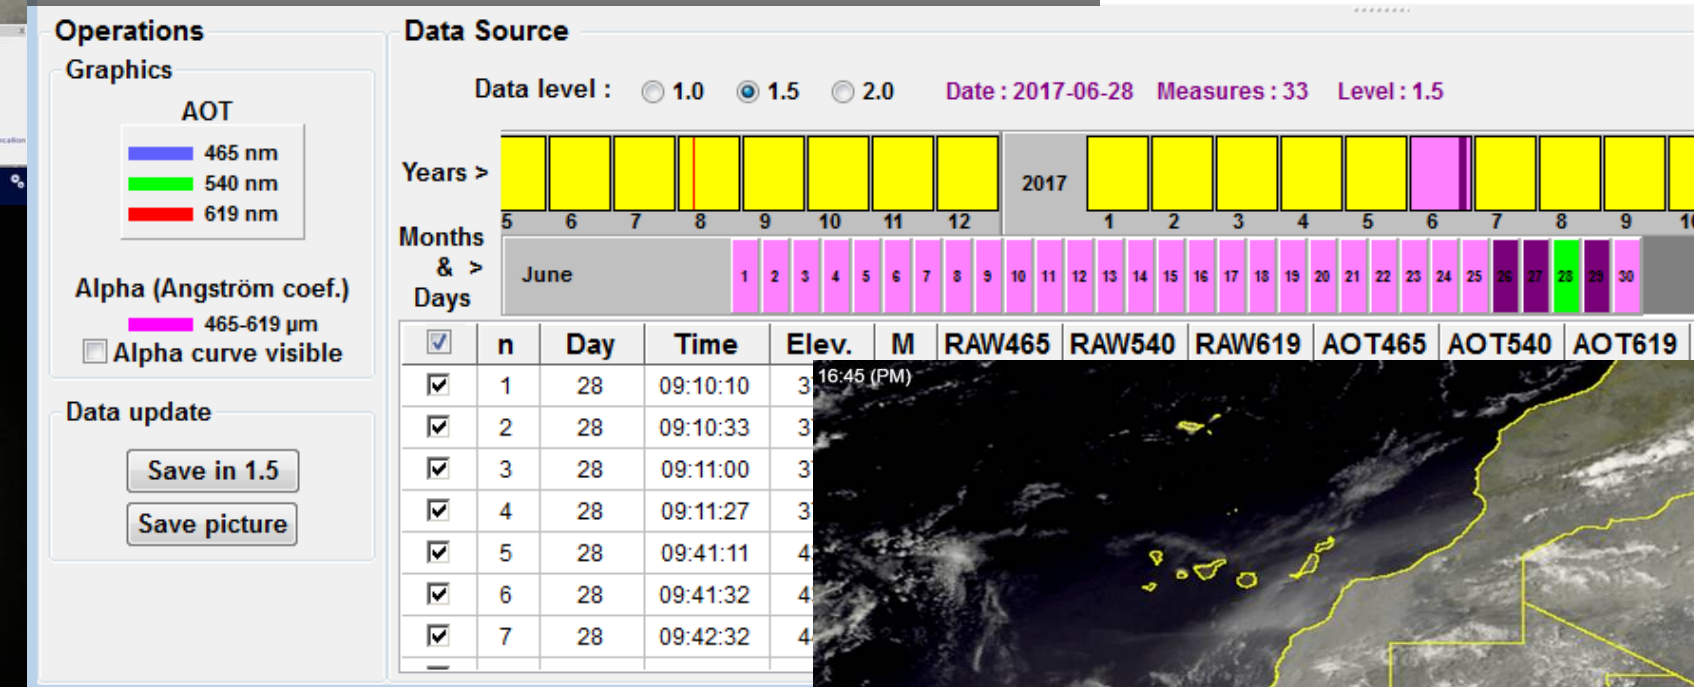 Operations
Graphics
AOT
465 nm
540 nm
619 nm
Alpha (Angström coef.)
465-619 µm
Alpha curve visible
Data update
Save in 1.5
Save picture
Data Source
Data level : 1.0 1.5 2.0 Date : 2017-06-28 Measures : 33 Level : 1.5
Years > 2017
5 6 7 8 9 10 11 12 1 2 3 4 5 6 7 8 9
Months & > Days
June 1 2 3 4 5 6 7 8 9 10 11 12 13 14 15 16 17 18 19 20 21 22 23 24 25 26 27 28 29 30
n Day Time Elev. M RAW465 RAW540 RAW619 AOT465 AOT540 AOT619
1 28 09:10:10
2 28 09:10:33
3 28 09:11:00
4 28 09:11:27
5 28 09:41:11
6 28 09:41:32
7 28 09:42:32
16:45 (PM)